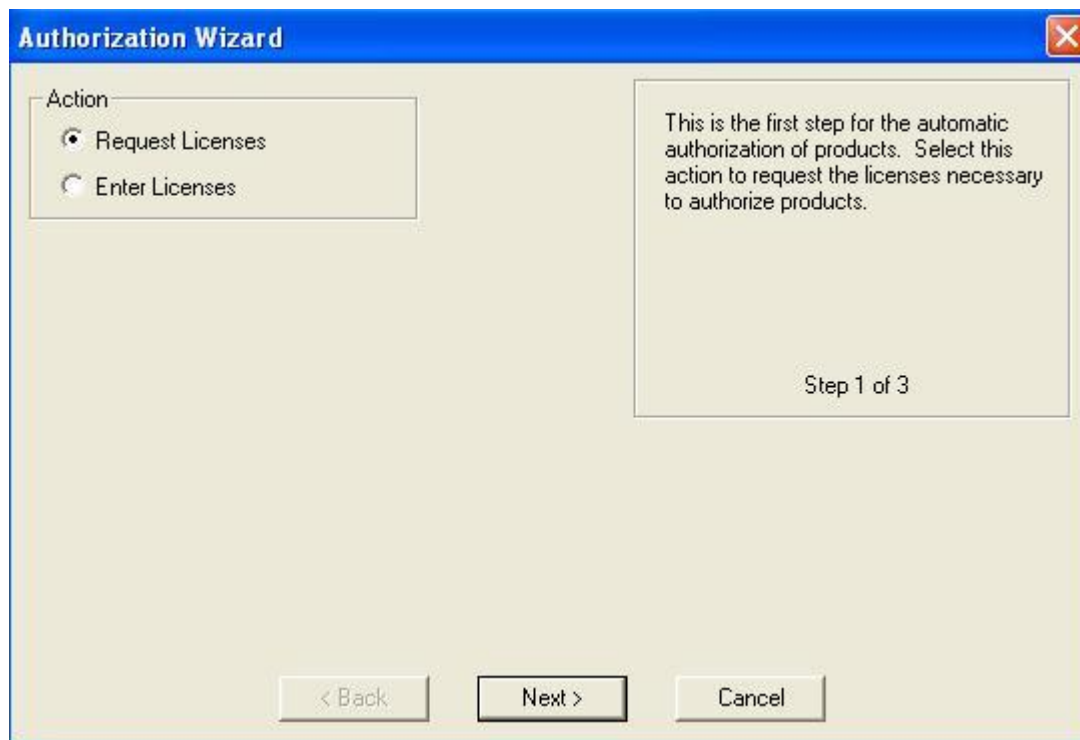 Authorization Wizard
Action
Request Licenses
Enter Licenses
This is the first step for the automatic
authorization of products.  Select this
action to request the licenses necessary
to authorize products.
Step 1 of 3
< Back
Next >
Cancel